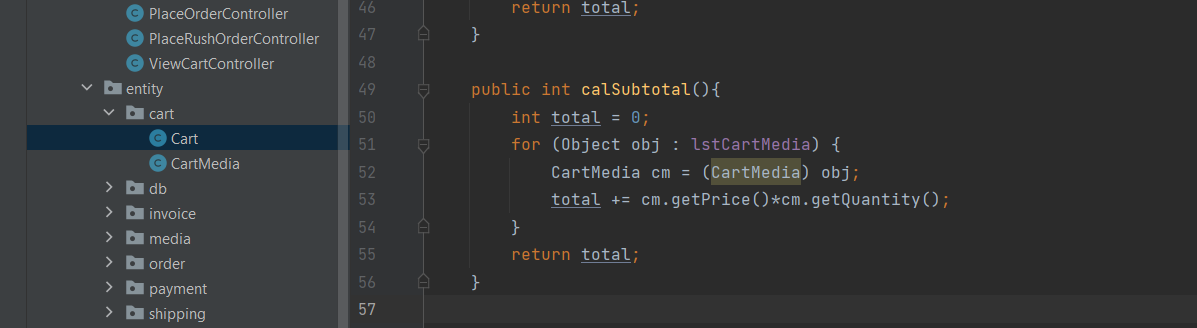 PlaceOrderController
PlaceRushOrderController
ViewCartController
entity
cart
Cart
CartMedia
db
invoice
media
order
payment
shipping
46 return total;
47 }
48
49 public int calSubtotal(){
50 int total = 0;
51 for (Object obj : lstCartMedia) {
52 CartMedia cm = (CartMedia) obj;
53 total += cm.getPrice()*cm.getQuantity();
54 }
55 return total;
56 }
57